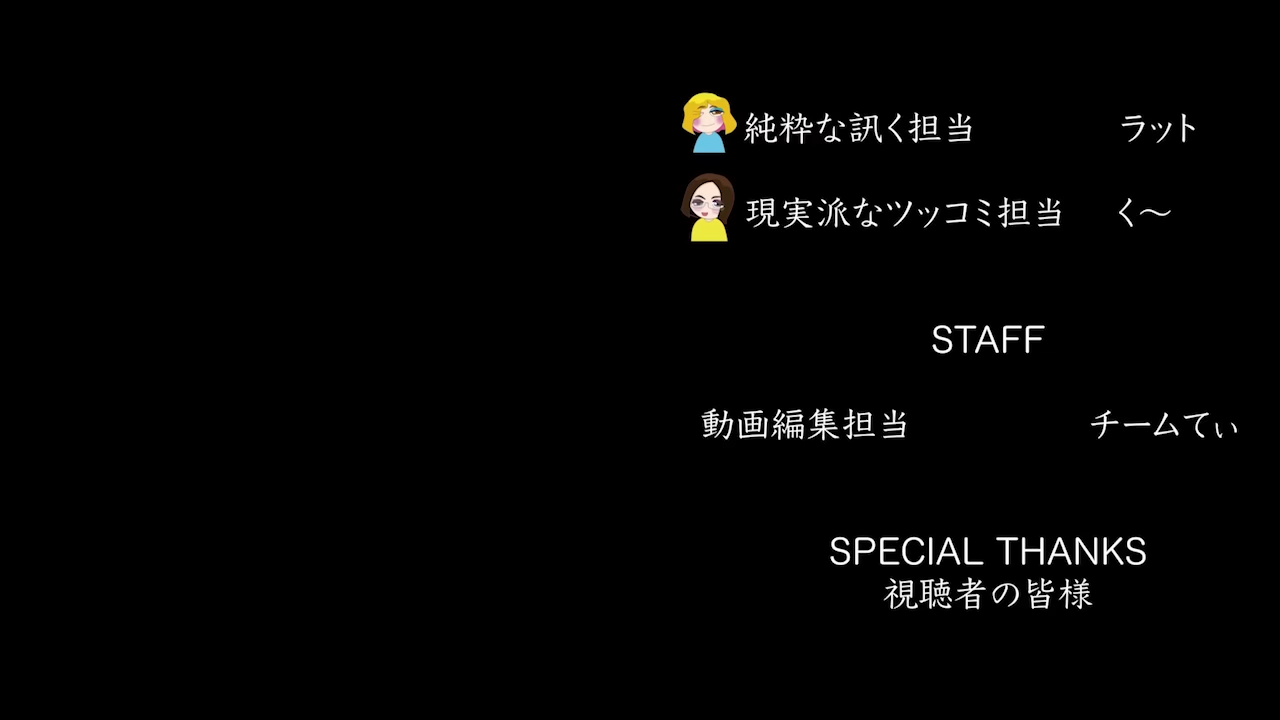 純粋な訊く担当 ラット
現実派なツッコミ担当 く〜
STAFF
動画編集担当 チームてぃ
SPECIAL THANKS
視聴者の皆様